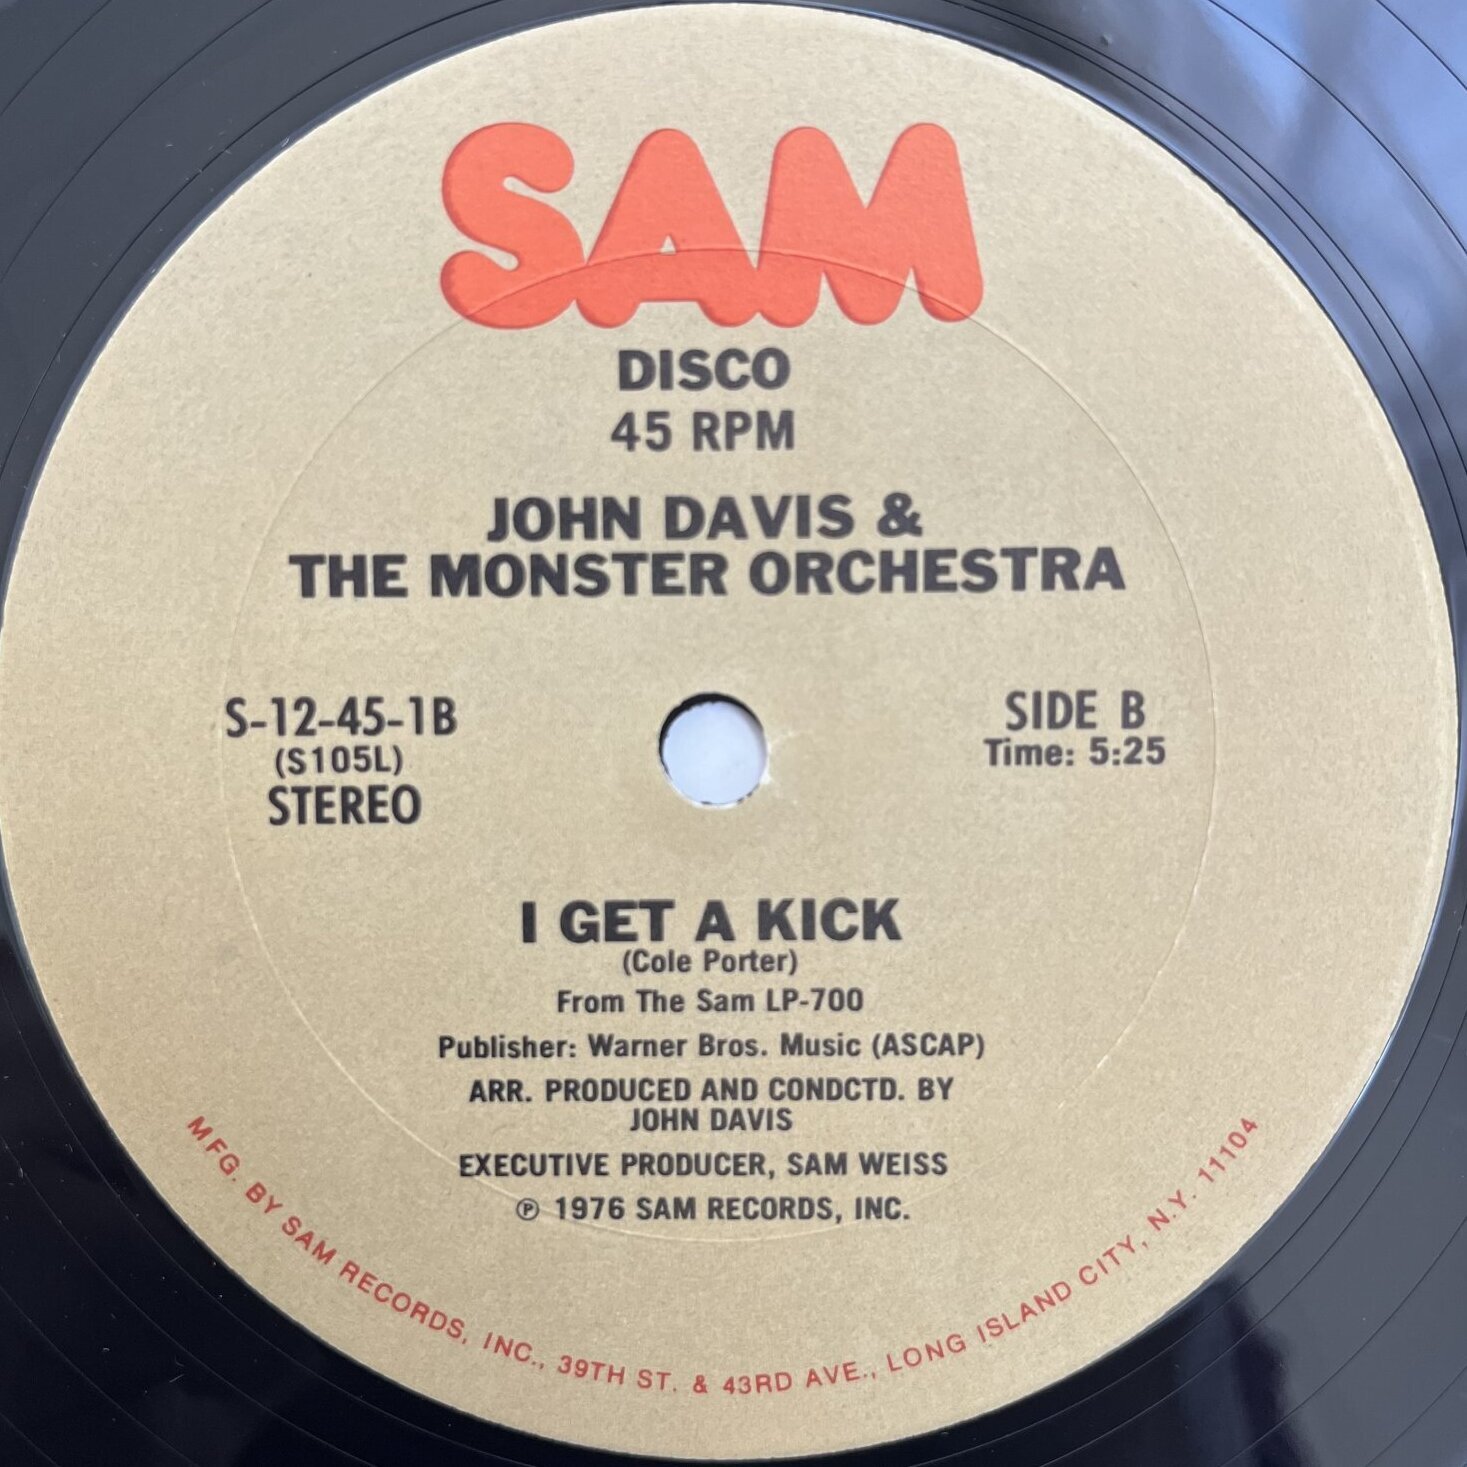 SAM
DISCO
45 RPM
JOHN DAVIS &
THE MONSTER ORCHESTRA
S-12-45-1B
(S105L)
STEREO
SIDE B
Time: 5:25
I GET A KICK
(Cole Porter)
From The Sam LP-700
Publisher: Warner Bros. Music (ASCAP)
ARR. PRODUCED AND CONDCTD. BY
JOHN DAVIS
EXECUTIVE PRODUCER, SAM WEISS
℗ 1976 SAM RECORDS, INC.
MFG. BY SAM RECORDS, INC., 39TH ST. & 43RD AVE., LONG ISLAND CITY, N.Y. 11104